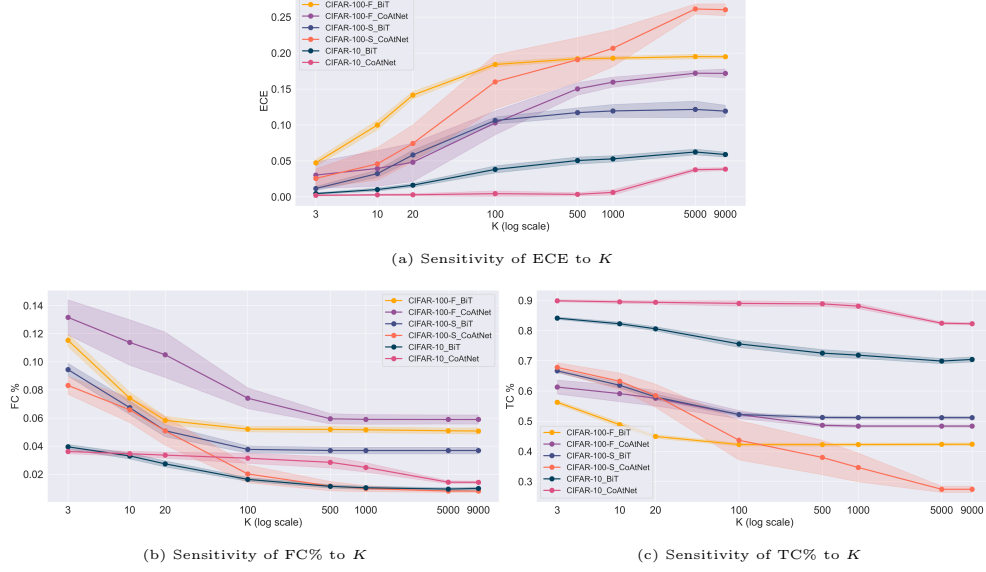 CIFAR-100-F_BiT
CIFAR-100-F_CoAtNet
CIFAR-100-S_BiT
CIFAR-100-S_CoAtNet
CIFAR-10_BiT
CIFAR-10_CoAtNet
ECE
0.25
0.20
0.15
0.10
0.05
0.00
3 10 20 100 500 1000 5000 9000
K (log scale)
(a) Sensitivity of ECE to K
FC %
0.14
0.12
0.10
0.08
0.06
0.04
0.02
CIFAR-100-F_BiT
CIFAR-100-F_CoAtNet
CIFAR-100-S_BiT
CIFAR-100-S_CoAtNet
CIFAR-10_BiT
CIFAR-10_CoAtNet
3 10 20 100 500 1000 5000 9000
K (log scale)
(b) Sensitivity of FC% to K
TC %
0.9
0.8
0.7
0.6
0.5
0.4
0.3
CIFAR-100-F_BiT
CIFAR-100-F_CoAtNet
CIFAR-100-S_BiT
CIFAR-100-S_CoAtNet
CIFAR-10_BiT
CIFAR-10_CoAtNet
3 10 20 100 500 1000 5000 9000
K (log scale)
(c) Sensitivity of TC% to K